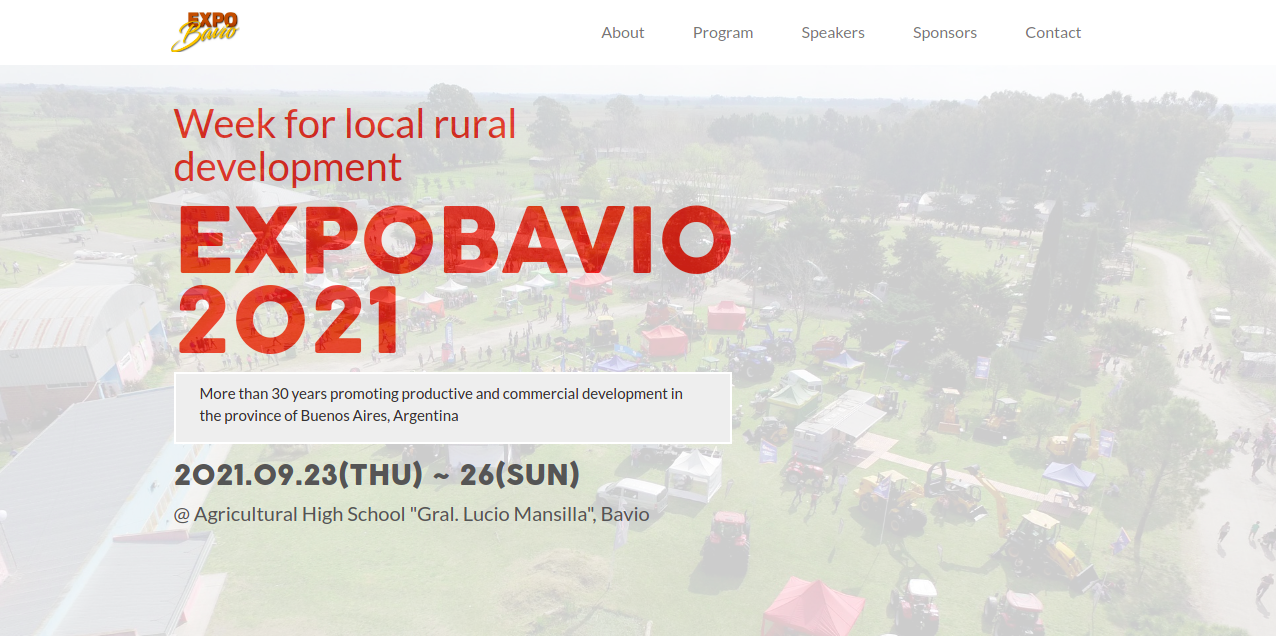 EXPO
Bavio
About Program Speakers Sponsors Contact
Week for local rural
development
EXPOBAVIO
2021
More than 30 years promoting productive and commercial development in
the province of Buenos Aires, Argentina
2021.09.23(THU) ~ 26(SUN)
@ Agricultural High School "Gral. Lucio Mansilla", Bavio